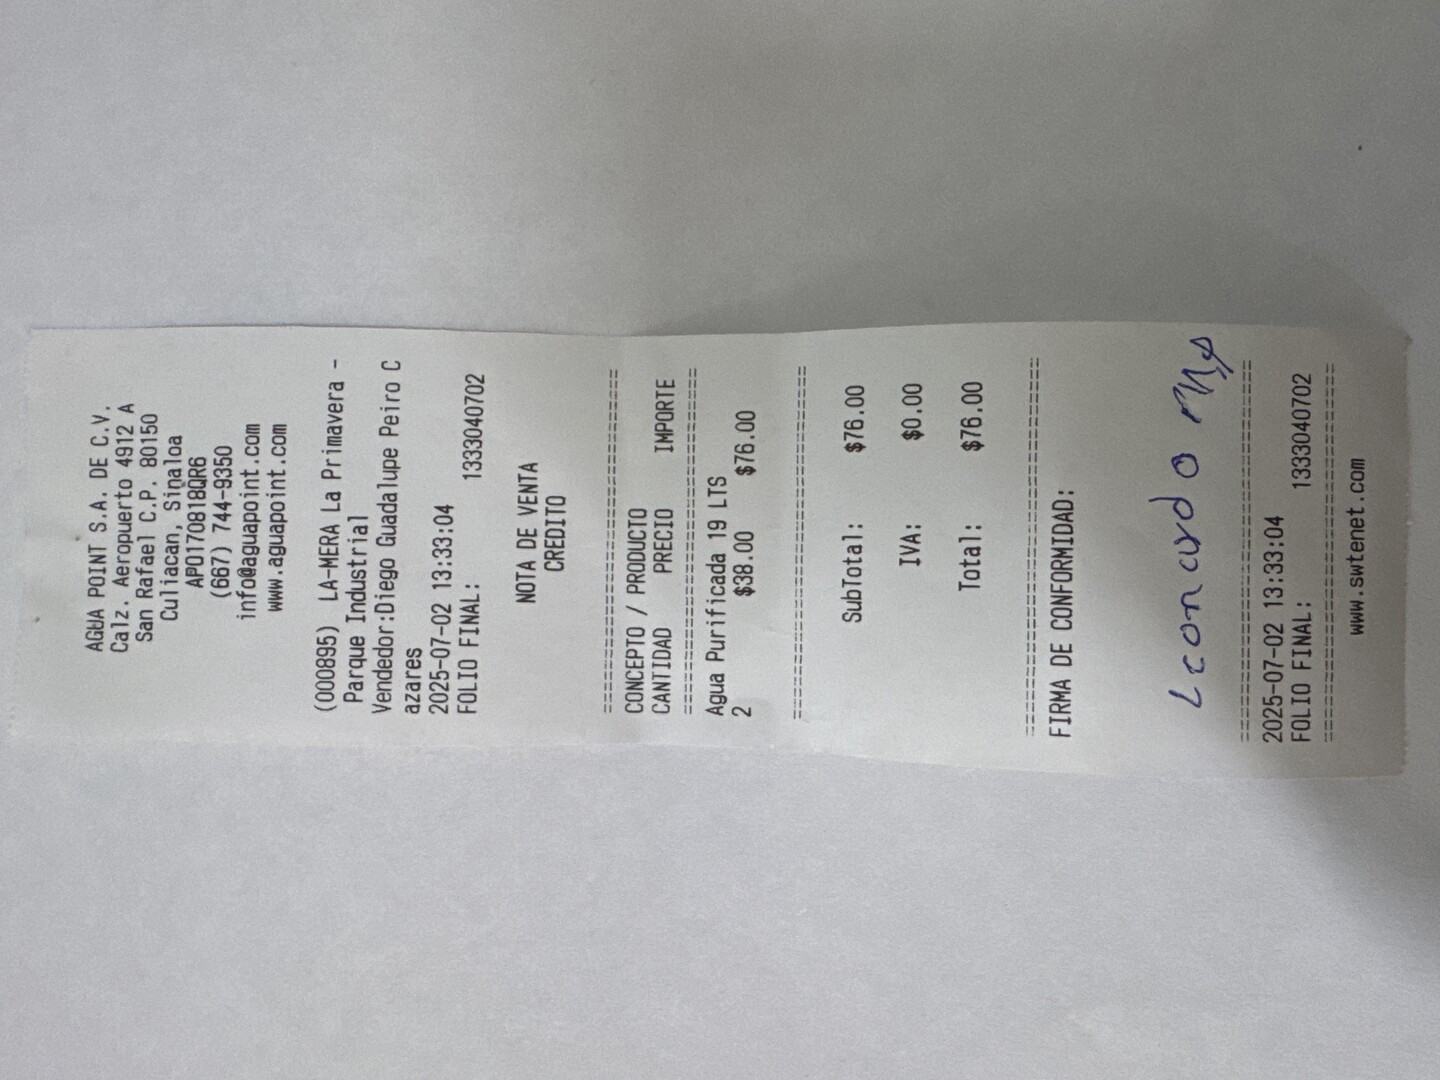 AGUA POINT S.A. DE C.V.
Calz. Aeropuerto 4912 A
San Rafael C.P. 80150
Culiacan, Sinaloa
APO170818QR6
(667) 744-9350
info@aguapoint.com
www.aguapoint.com
(000895) LA-MERA La Primavera -
Parque Industrial
Vendedor:Diego Guadalupe Peiro C
azares
2025-07-02 13:33:04
FOLIO FINAL: 1333040702
NOTA DE VENTA
CREDITO
================================
CONCEPTO / PRODUCTO
CANTIDAD PRECIO IMPORTE
================================
Agua Purificada 19 LTS
2 $38.00 $76.00
================================
SubTotal: $76.00
IVA: $0.00
Total: $76.00
================================
FIRMA DE CONFORMIDAD:
Leonardo
================================
2025-07-02 13:33:04
FOLIO FINAL: 1333040702
================================
www.swtenet.com